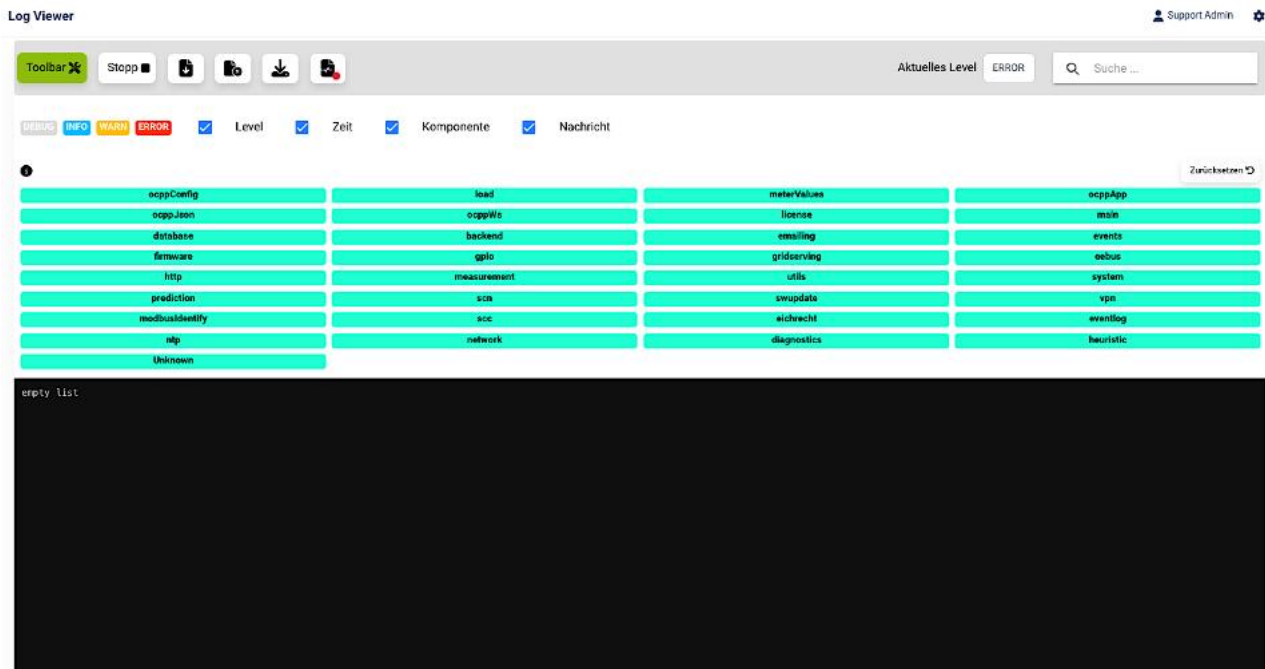 Log Viewer
Support Admin
Toolbar Stopp Aktuelles Level ERROR Suche ...
DEBUG INFO WARN ERROR Level Zeit Komponente Nachricht
Zurücksetzen
ocppConfig load meterValues ocppApp
ocppJson ocppWs license main
database backend emailing events
firmware gpio gridserving eebus
http measurement utils system
prediction scn swupdate vpn
modbusIdentify scc eichrecht eventlog
ntp network diagnostics heuristic
Unknown
empty list